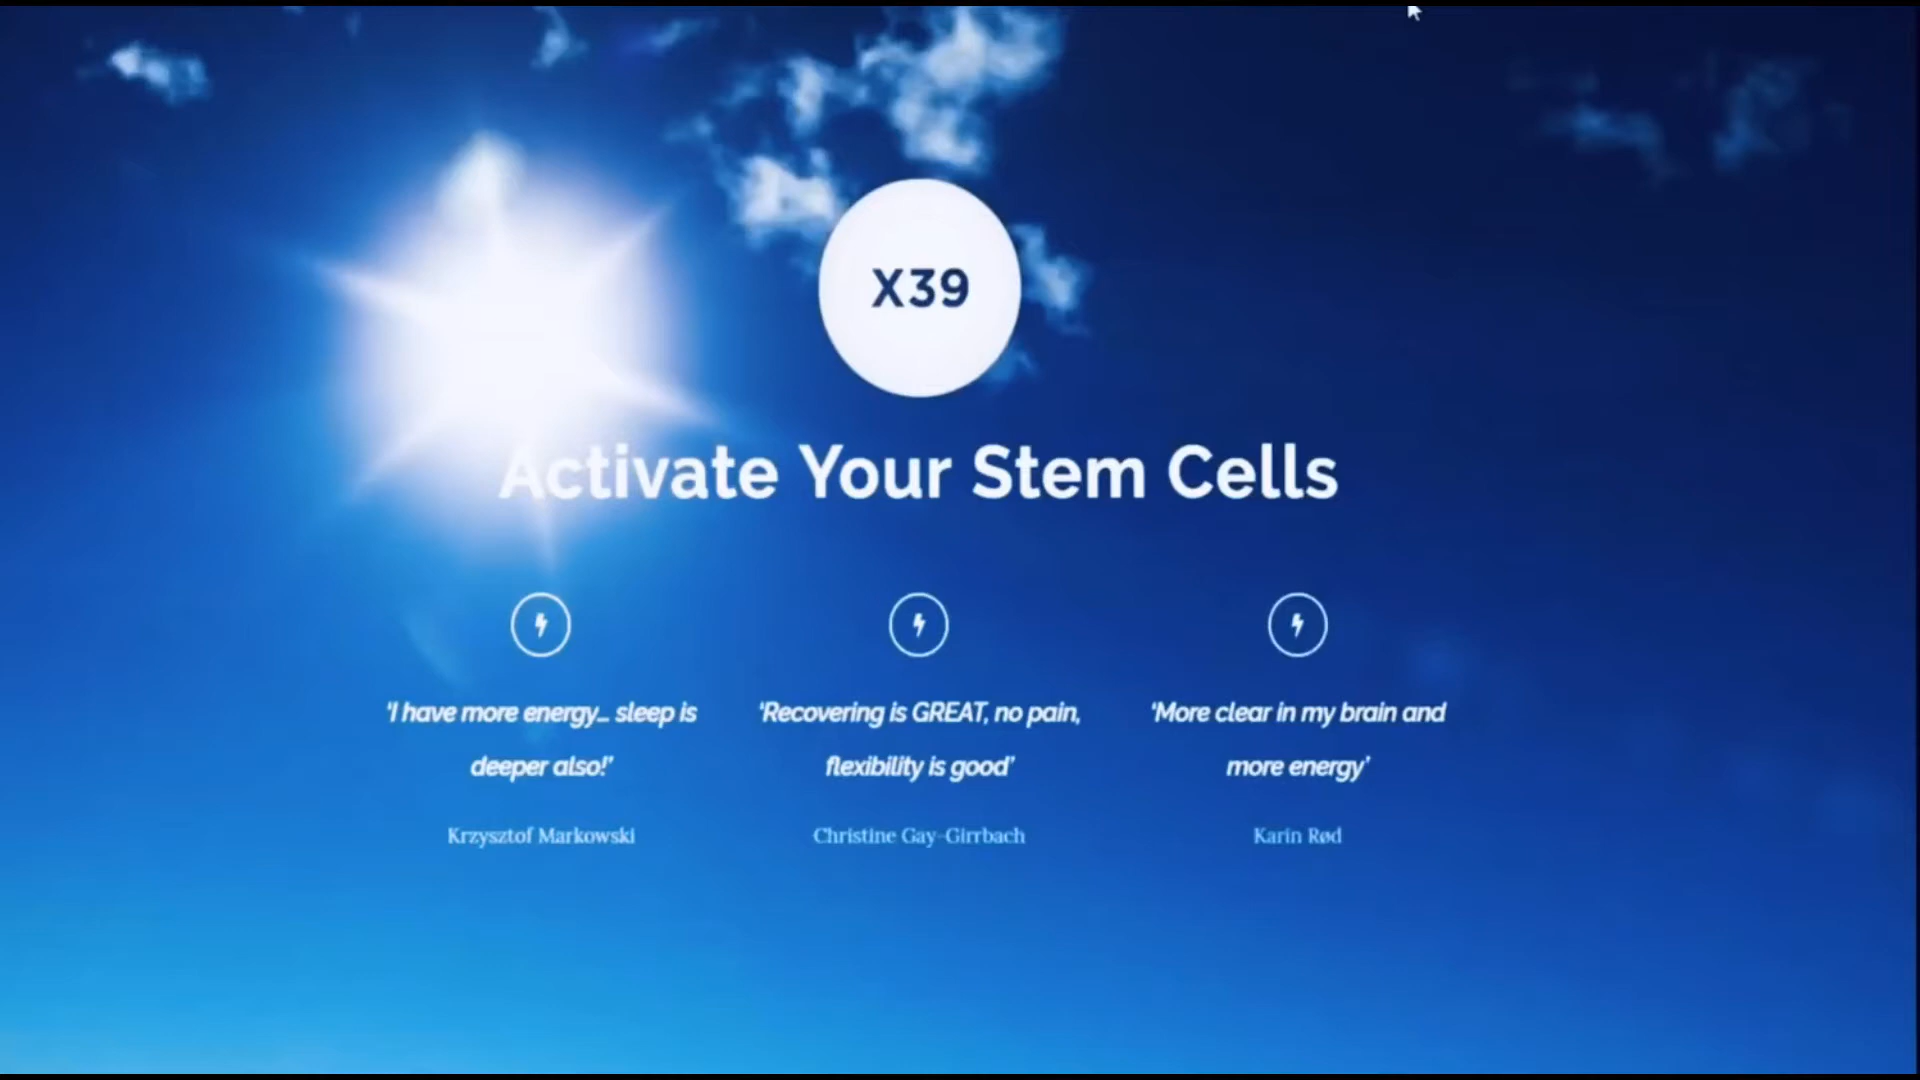 X39
Activate Your Stem Cells
'I have more energy... sleep is
deeper also!'
Krzysztof Markowski
'Recovering is GREAT, no pain,
flexibility is good'
Christine Gay-Girrbach
'More clear in my brain and
more energy'
Karin Rød